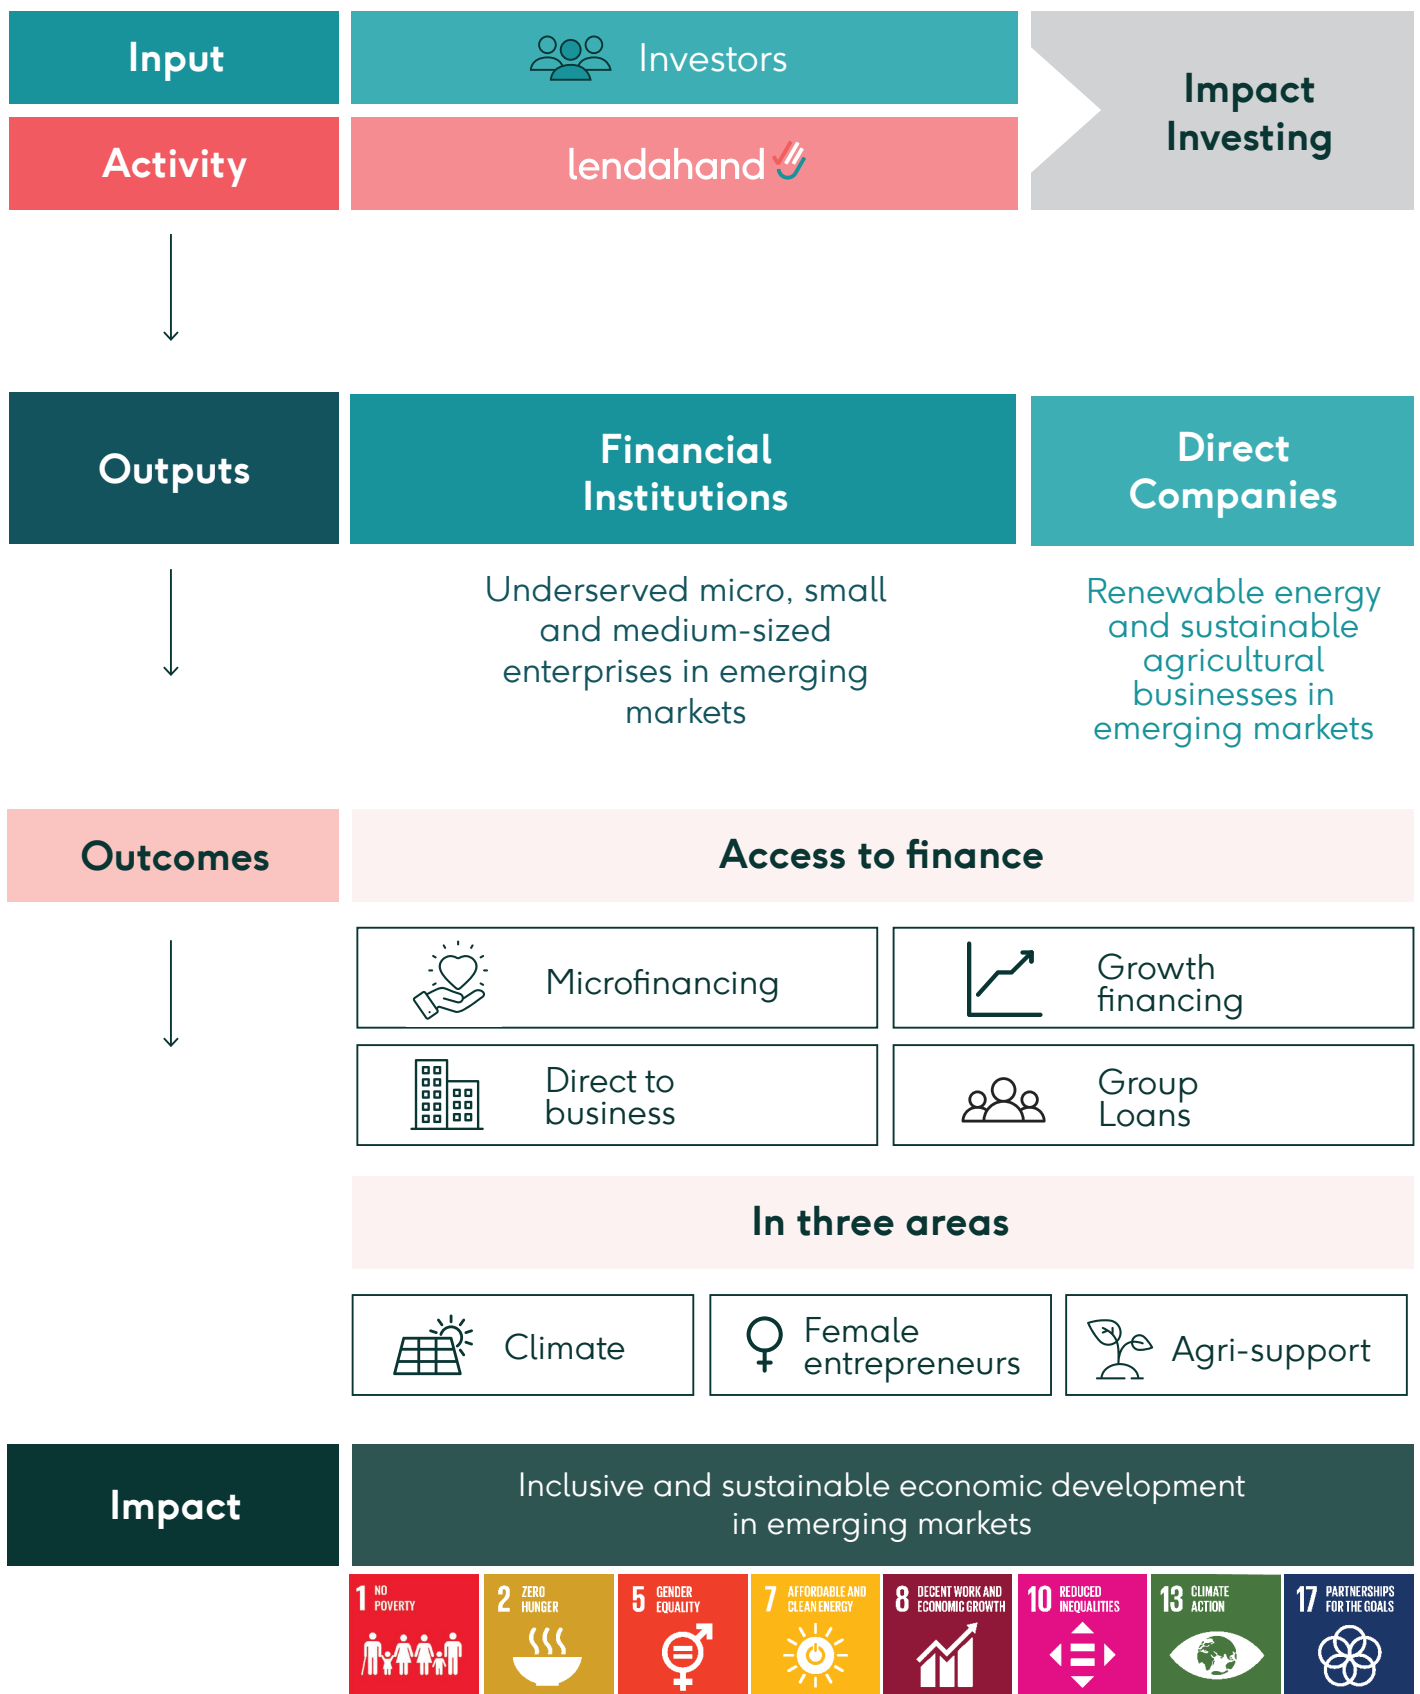 Input
Investors
Impact
Investing
Activity
lendahand
Outputs
Financial
Institutions
Direct
Companies
Underserved micro, small
and medium-sized
enterprises in emerging
markets
Renewable energy
and sustainable
agricultural
businesses in
emerging markets
Outcomes
Access to finance
Microfinancing
Growth
financing
Direct to
business
Group
Loans
In three areas
Climate
Female
entrepreneurs
Agri-support
Impact
Inclusive and sustainable economic development
in emerging markets
1 NO
POVERTY
2 ZERO
HUNGER
5 GENDER
EQUALITY
7 AFFORDABLE AND
CLEAN ENERGY
8 DECENT WORK AND
ECONOMIC GROWTH
10 REDUCED
INEQUALITIES
13 CLIMATE
ACTION
17 PARTNERSHIPS
FOR THE GOALS